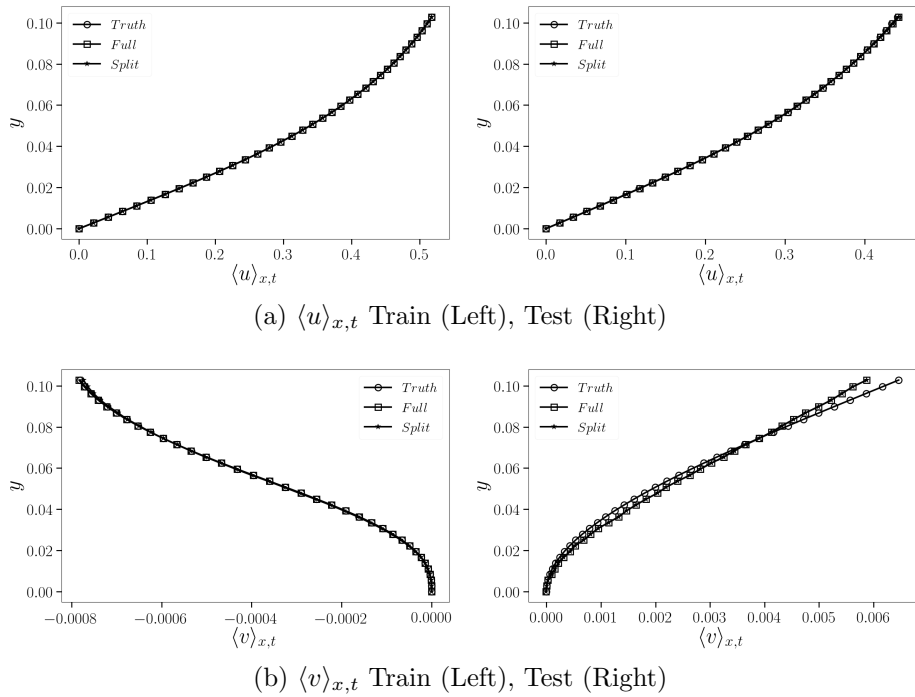 0.10
0.08
0.06
0.04
0.02
0.00
y
Truth
Full
Split
0.0 0.1 0.2 0.3 0.4 0.5
⟨u⟩x,t
0.10
0.08
0.06
0.04
0.02
0.00
y
Truth
Full
Split
0.0 0.1 0.2 0.3 0.4
⟨u⟩x,t
(a) ⟨u⟩x,t Train (Left), Test (Right)
0.10
0.08
0.06
0.04
0.02
0.00
y
Truth
Full
Split
−0.0008 −0.0006 −0.0004 −0.0002 0.0000
⟨v⟩x,t
0.10
0.08
0.06
0.04
0.02
0.00
y
Truth
Full
Split
0.000 0.001 0.002 0.003 0.004 0.005 0.006
⟨v⟩x,t
(b) ⟨v⟩x,t Train (Left), Test (Right)